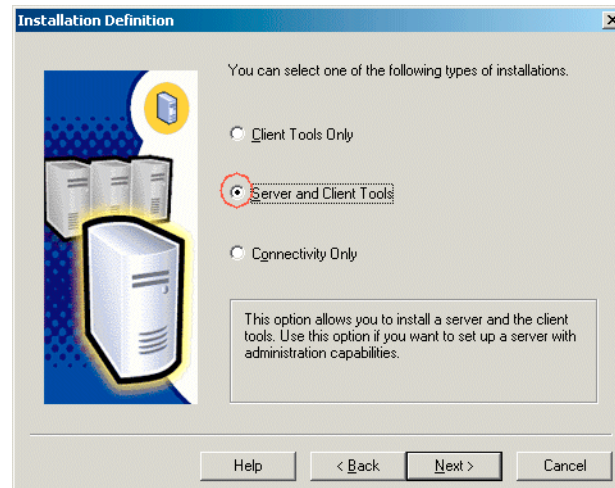 Installation Definition
You can select one of the following types of installations.
Client Tools Only
Server and Client Tools
Connectivity Only
This option allows you to install a server and the client
tools. Use this option if you want to set up a server with
administration capabilities.
Help
< Back
Next >
Cancel